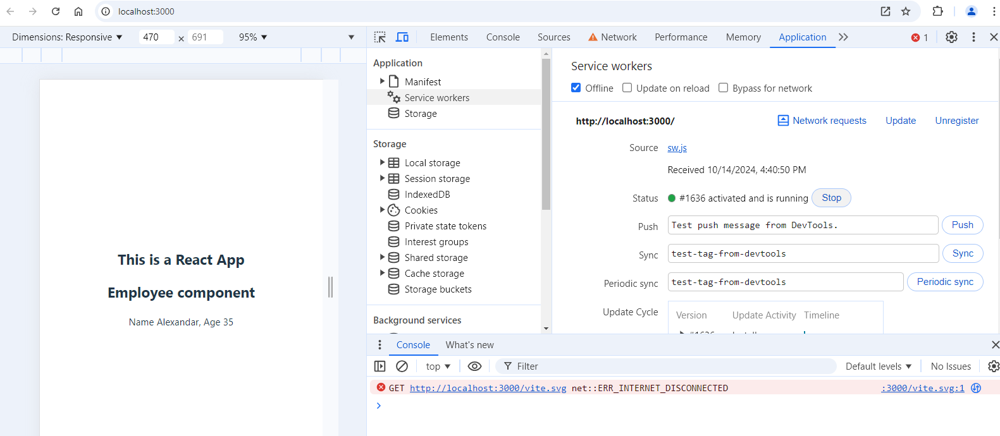 localhost:3000
Dimensions: Responsive 470 × 691 95%
Elements Console Sources Network Performance Memory Application 1
This is a React App
Employee component
Name Alexandar, Age 35
Application
Manifest
Service workers
Storage
Storage
Local storage
Session storage
IndexedDB
Cookies
Private state tokens
Interest groups
Shared storage
Cache storage
Storage buckets
Background services
Service workers
Offline Update on reload Bypass for network
http://localhost:3000/ Network requests Update Unregister
Source sw.js
Received 10/14/2024, 4:40:50 PM
Status #1636 activated and is running Stop
Push Test push message from DevTools. Push
Sync test-tag-from-devtools Sync
Periodic sync test-tag-from-devtools Periodic sync
Update Cycle Version Update Activity Timeline
#1636
Console What's new
top Filter Default levels No Issues
GET http://localhost:3000/vite.svg net::ERR_INTERNET_DISCONNECTED :3000/vite.svg:1